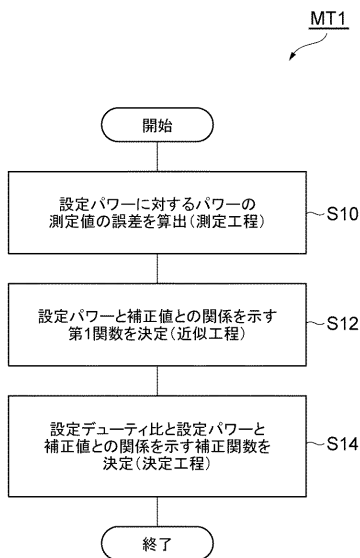 MT1
開始
設定パワーに対するパワーの
測定値の誤差を算出(測定工程)
S10
設定パワーと補正値との関係を示す
第1関数を決定(近似工程)
S12
設定デューティ比と設定パワーと
補正値との関係を示す補正関数を
決定(決定工程)
S14
終了